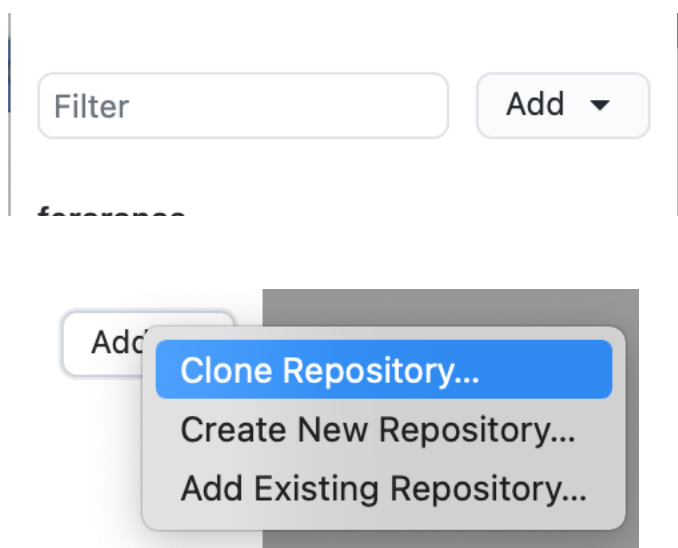 Filter
Add
Add
Clone Repository...
Create New Repository...
Add Existing Repository...